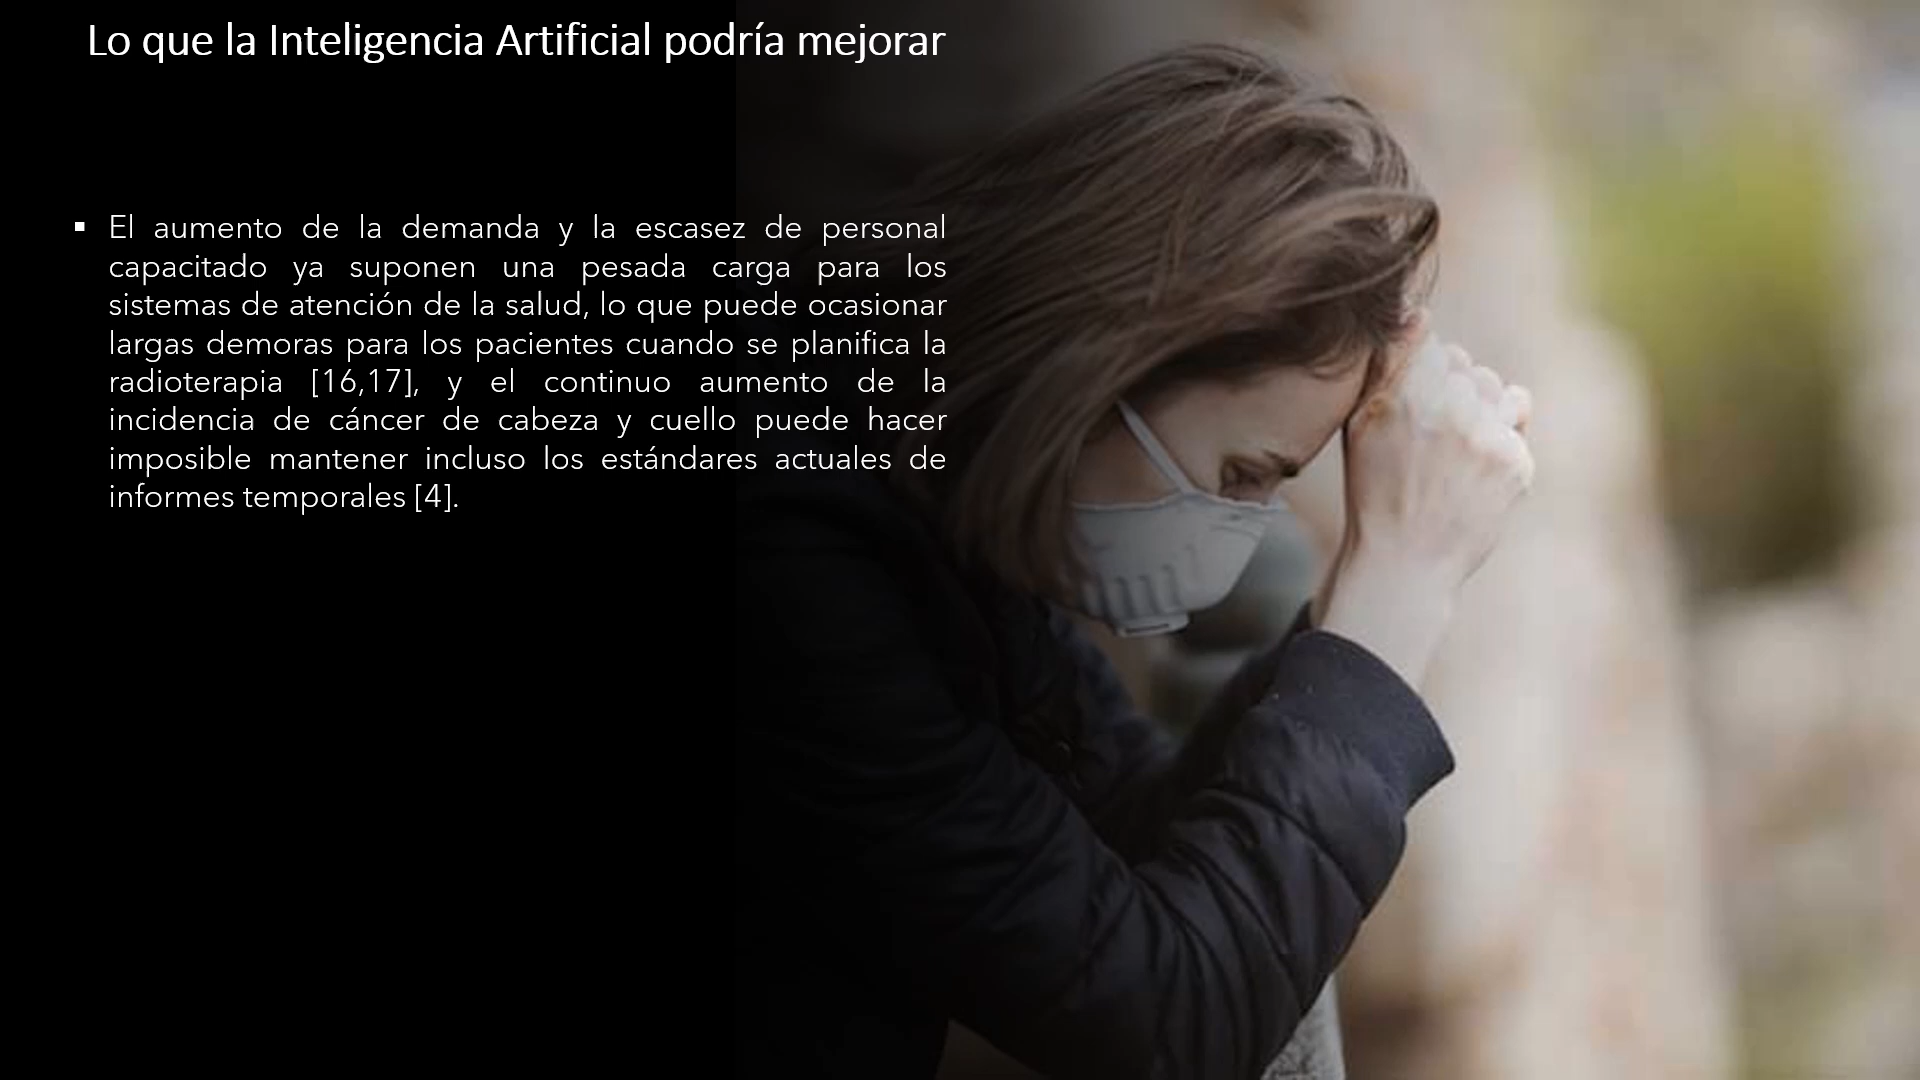 Lo que la Inteligencia Artificial podría mejorar
▪ El aumento de la demanda y la escasez de personal
capacitado ya suponen una pesada carga para los
sistemas de atención de la salud, lo que puede ocasionar
largas demoras para los pacientes cuando se planifica la
radioterapia [16,17], y el continuo aumento de la
incidencia de cáncer de cabeza y cuello puede hacer
imposible mantener incluso los estándares actuales de
informes temporales [4].